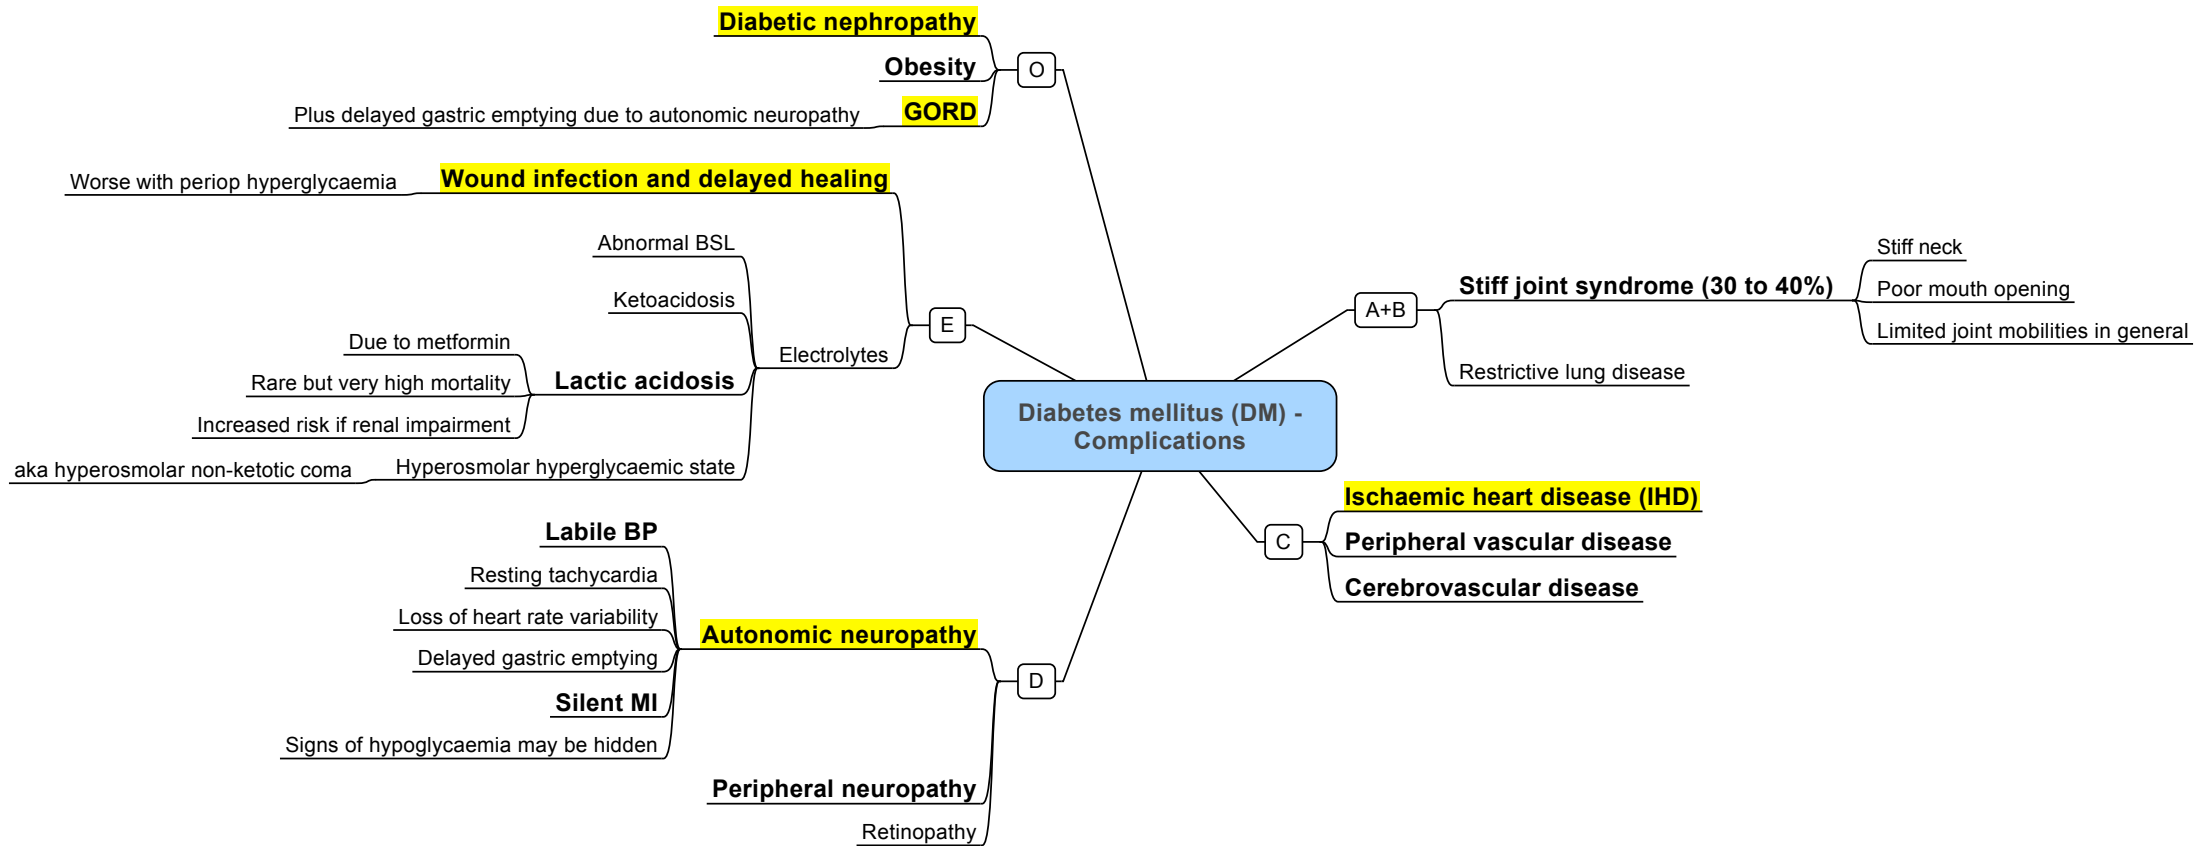 Diabetes mellitus (DM) -
Complications
A+B
Stiff joint syndrome (30 to 40%)
Stiff neck
Poor mouth opening
Limited joint mobilities in general
Restrictive lung disease
C
Ischaemic heart disease (IHD)
Peripheral vascular disease
Cerebrovascular disease
D
Autonomic neuropathy
Labile BP
Resting tachycardia
Loss of heart rate variability
Delayed gastric emptying
Silent MI
Signs of hypoglycaemia may be hidden
Peripheral neuropathy
Retinopathy
E
Wound infection and delayed healing
Worse with periop hyperglycaemia
Electrolytes
Abnormal BSL
Ketoacidosis
Lactic acidosis
Due to metformin
Rare but very high mortality
Increased risk if renal impairment
Hyperosmolar hyperglycaemic state
aka hyperosmolar non-ketotic coma
O
Diabetic nephropathy
Obesity
GORD
Plus delayed gastric emptying due to autonomic neuropathy